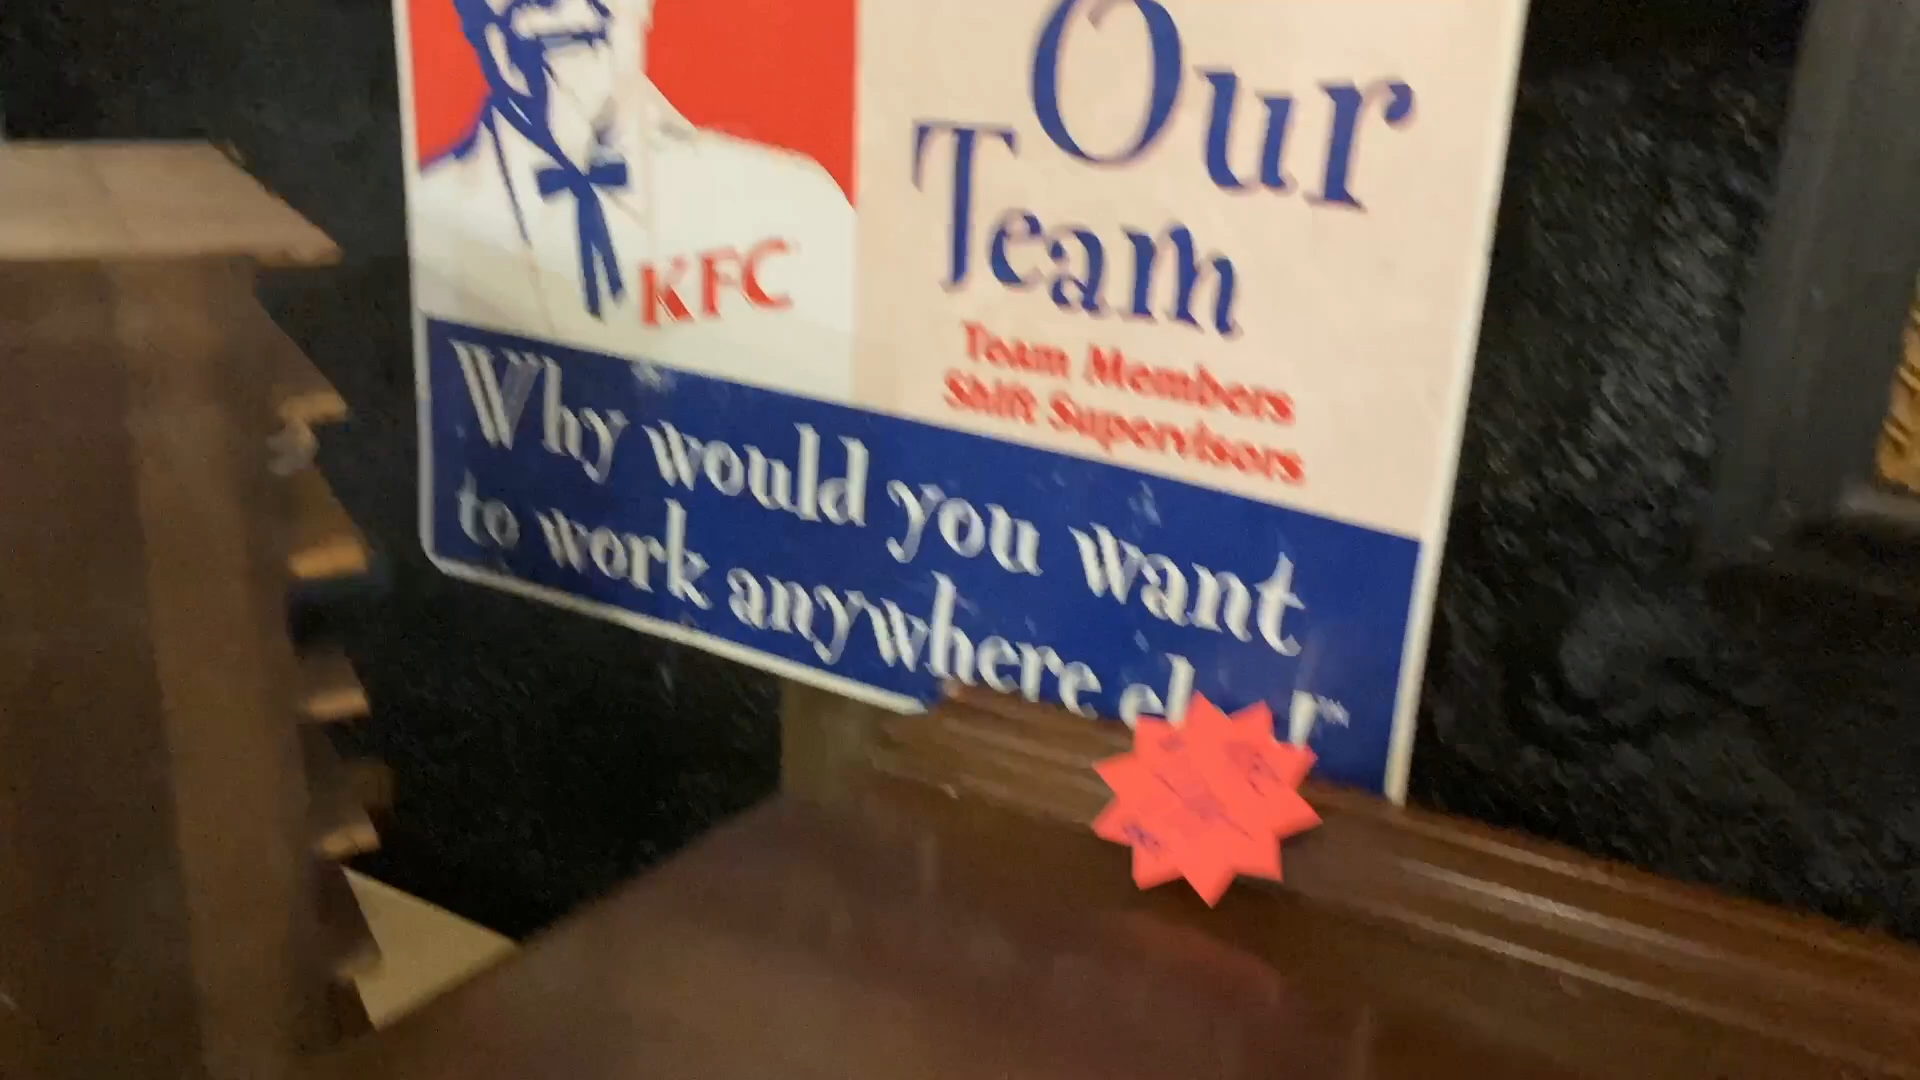 Our
Team
KFC
Team Members
Shift Supervisors
Why would you want
to work anywhere